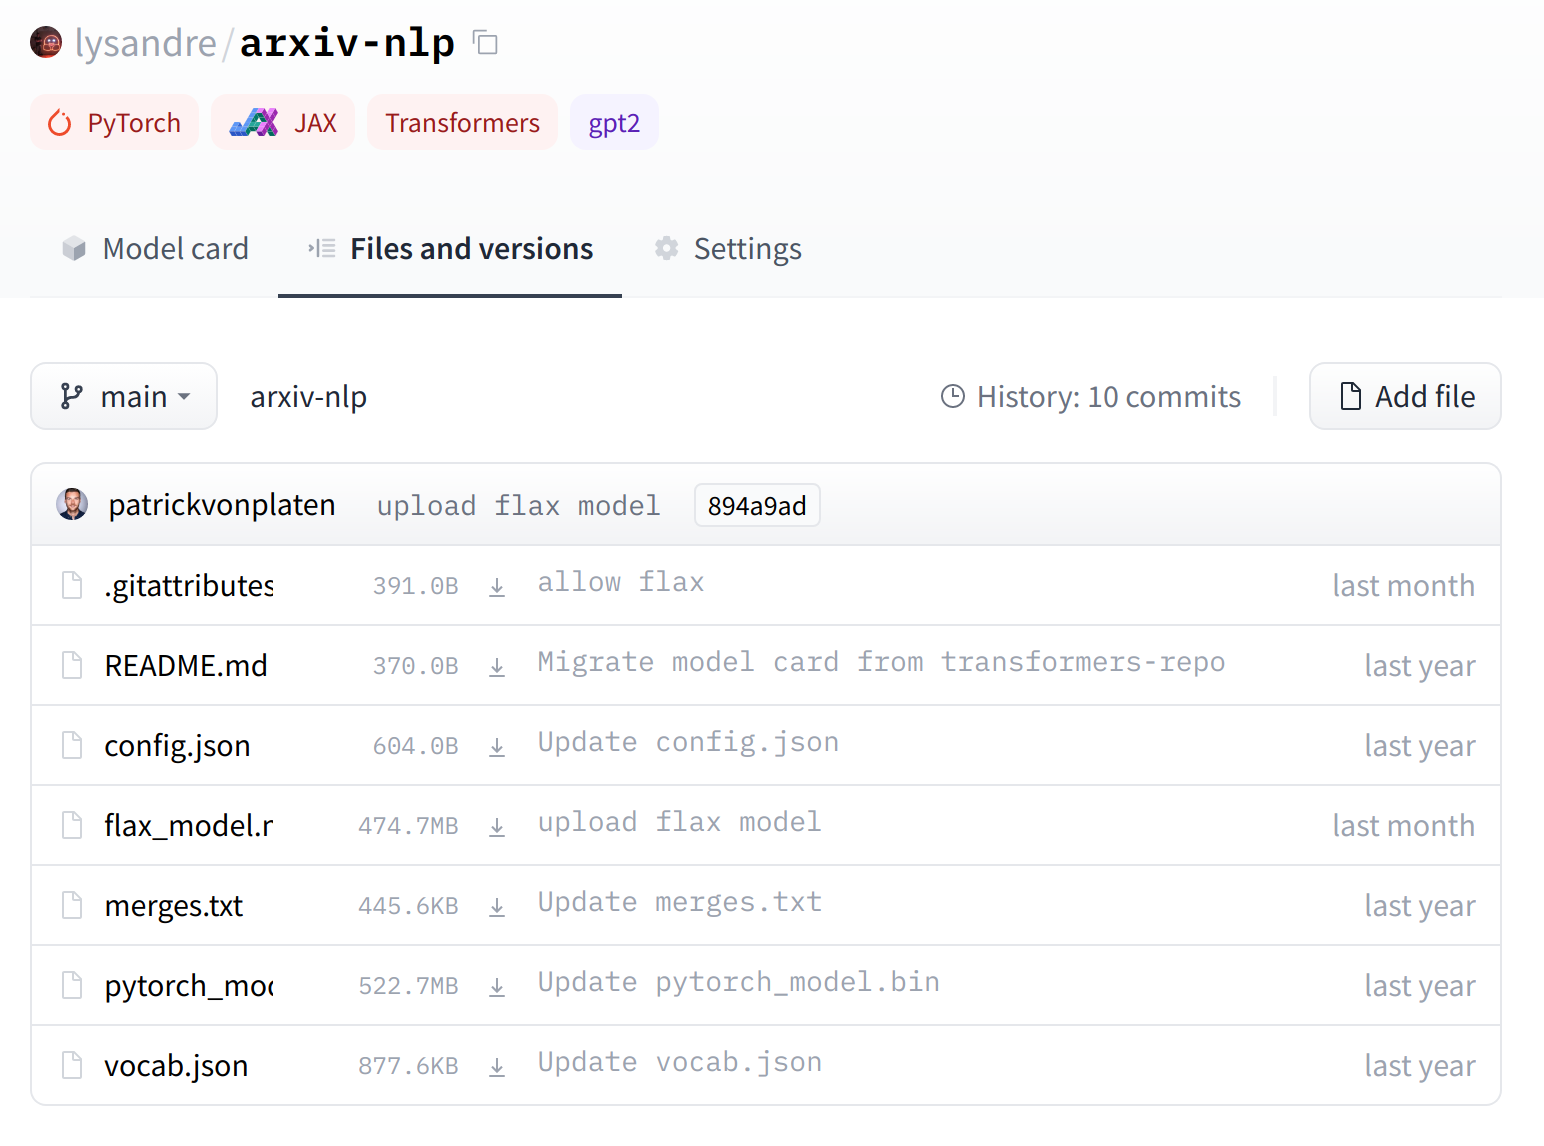 lysandre/arxiv-nlp
PyTorch JAX Transformers gpt2
Model card Files and versions Settings
main arxiv-nlp History: 10 commits Add file
patrickvonplaten upload flax model 894a9ad
.gitattributes 391.0B allow flax last month
README.md 370.0B Migrate model card from transformers-repo last year
config.json 604.0B Update config.json last year
flax_model.r 474.7MB upload flax model last month
merges.txt 445.6KB Update merges.txt last year
pytorch_moc 522.7MB Update pytorch_model.bin last year
vocab.json 877.6KB Update vocab.json last year